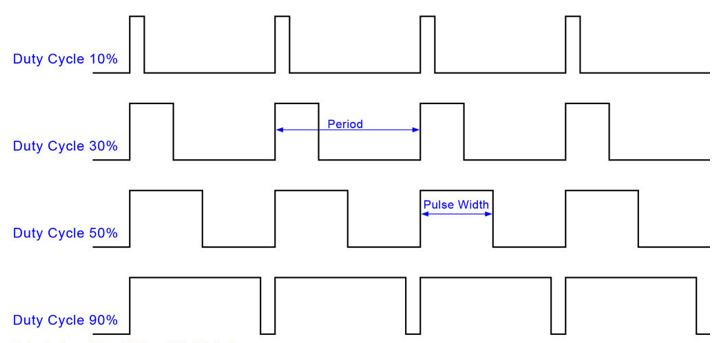 Duty Cycle 10%
Period
Duty Cycle 30%
Pulse Width
Duty Cycle 50%
Duty Cycle 90%